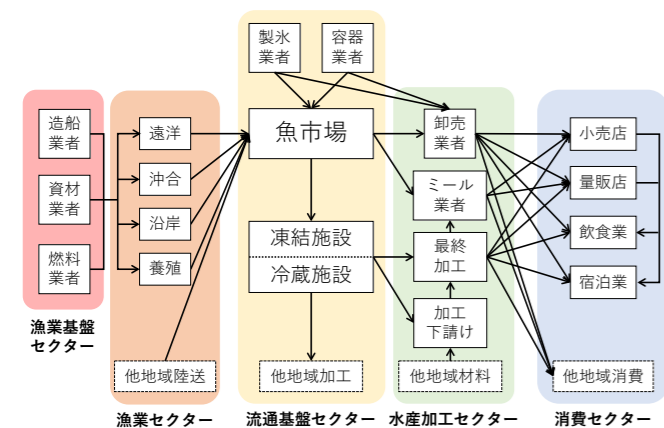 製氷
業者
容器
業者
造船
業者
資材
業者
燃料
業者
漁業基盤
セクター
遠洋
沖合
沿岸
養殖
他地域陸送
漁業セクター
魚市場
凍結施設
冷蔵施設
他地域加工
流通基盤セクター
卸売
業者
ミール
業者
最終
加工
加工
下請け
他地域材料
水産加工セクター
小売店
量販店
飲食業
宿泊業
他地域消費
消費セクター